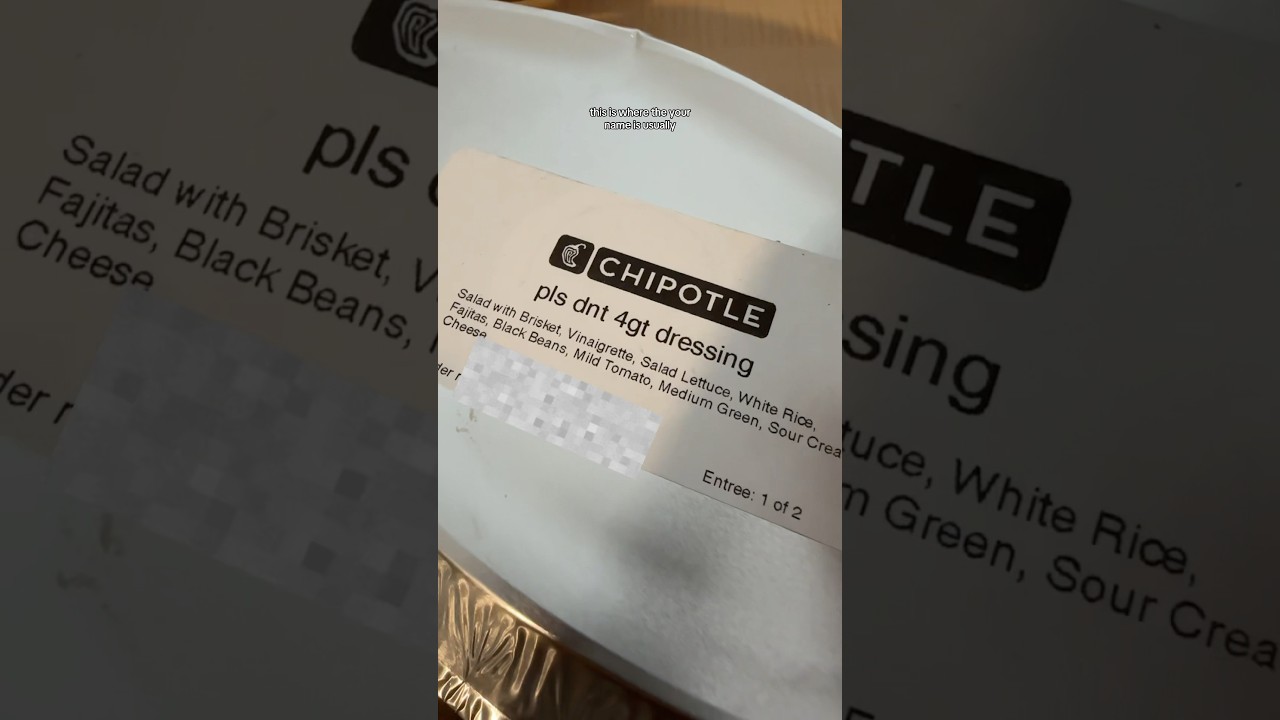 this is where the your
name is usually
CHIPOTLE
pls dnt 4gt dressing
Salad with Brisket, Vinaigrette, Salad Lettuce, White Rice,
Fajitas, Black Beans, Mild Tomato, Medium Green, Sour Crea
Cheese
der
Entree: 1 of 2